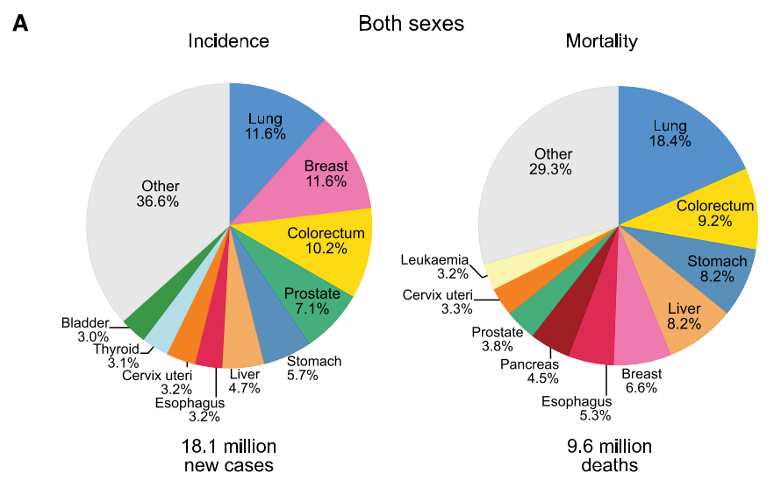 A
Both sexes
Incidence
Lung
11.6%
Breast
11.6%
Colorectum
10.2%
Prostate
7.1%
Stomach
5.7%
Liver
4.7%
Esophagus
3.2%
Cervix uteri
3.2%
Thyroid
3.1%
Bladder
3.0%
Other
36.6%
18.1 million
new cases
Mortality
Lung
18.4%
Colorectum
9.2%
Stomach
8.2%
Liver
8.2%
Breast
6.6%
Esophagus
5.3%
Pancreas
4.5%
Prostate
3.8%
Cervix uteri
3.3%
Leukaemia
3.2%
Other
29.3%
9.6 million
deaths